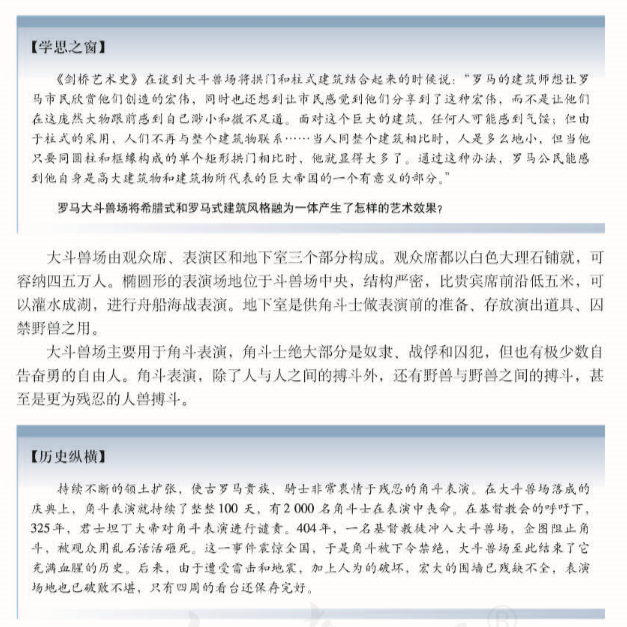 【学思之窗】
《剑桥艺术史》在谈到大斗兽场将拱门和柱式建筑结合起来的时候说：“罗马的建筑师想让罗
马市民欣赏他们创造的宏伟，同时也还想到让市民感觉到他们分享到了这种宏伟，而不是让他们
在这庞然大物跟前感到自己渺小和微不足道。面对这个巨大的建筑，任何人可能感到气馁；但由
于柱式的采用，人们不再与整个建筑物联系……当人同整个建筑相比时，人是多么地小，但当他
只要同圆柱和框缘构成的单个矩形拱门相比时，他就显得大多了。通过这种办法，罗马公民能感
到他自身是高大建筑物和建筑物所代表的巨大帝国的一个有意义的部分。”
罗马大斗兽场将希腊式和罗马式建筑风格融为一体产生了怎样的艺术效果？
大斗兽场由观众席、表演区和地下室三个部分构成。观众席都以白色大理石铺就，可
容纳四五万人。椭圆形的表演场地位于斗兽场中央，结构严密，比贵宾席前沿低五米，可
以灌水成湖，进行舟船海战表演。地下室是供角斗士做表演前的准备、存放演出道具、囚
禁野兽之用。
大斗兽场主要用于角斗表演，角斗士绝大部分是奴隶、战俘和囚犯，但也有极少数自
告奋勇的自由人。角斗表演，除了人与人之间的搏斗外，还有野兽与野兽之间的搏斗，甚
至是更为残忍的人兽搏斗。
【历史纵横】
持续不断的领土扩张，使古罗马贵族、骑士非常衷情于残忍的角斗表演。在大斗兽场落成的
庆典上，角斗表演就持续了整整100天，有2 000名角斗士在表演中丧命。在基督教会的呼吁下，
325年，君士坦丁大帝对角斗表演进行谴责。404年，一名基督教徒冲入大斗兽场，企图阻止角
斗，被观众用乱石活活砸死。这一事件震惊全国，于是角斗被下令禁绝，大斗兽场至此结束了它
充满血腥的历史。后来，由于遭受雷击和地震，加上人为的破坏，宏大的围墙已残缺不全，表演
场地也已破败不堪，只有四周的看台还保存完好。